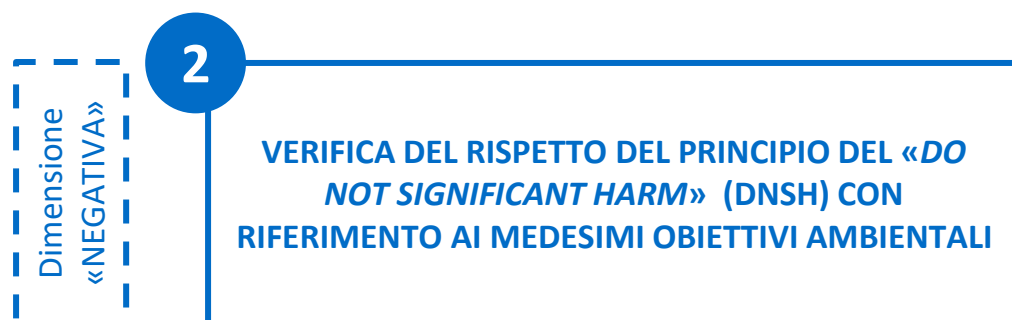 2
Dimensione
«NEGATIVA»
VERIFICA DEL RISPETTO DEL PRINCIPIO DEL «DO
NOT SIGNIFICANT HARM» (DNSH) CON
RIFERIMENTO AI MEDESIMI OBIETTIVI AMBIENTALI